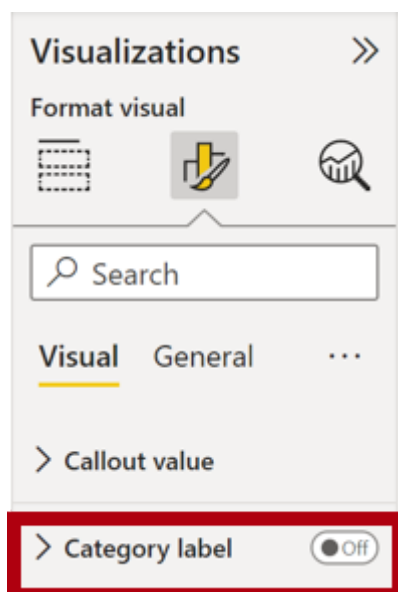 Visualizations
Format visual
Search
Visual General ...
Callout value
Category label Off